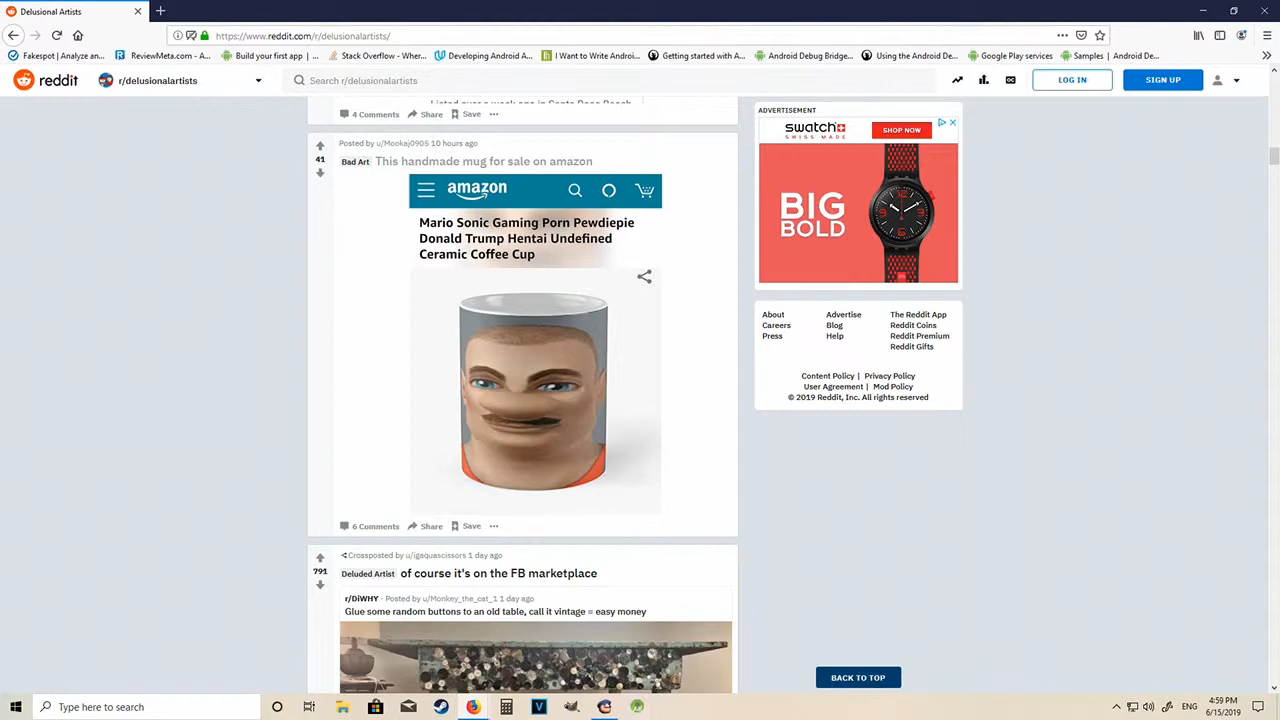 Delusional Artists
https://www.reddit.com/r/delusionalartists/
Fakespot | Analyze an...
ReviewMeta.com - A...
Build your first app | ...
Stack Overflow - Wher...
Developing Android A...
I Want to Write Androi...
Getting started with A...
Android Debug Bridge...
Using the Android De...
Google Play services
Samples | Android De...
reddit
r/delusionalartists
Search r/delusionalartists
LOG IN
SIGN UP
4 Comments
Share
Save
Posted by u/Mookaj0905 10 hours ago
41
Bad Art
This handmade mug for sale on amazon
amazon
Mario Sonic Gaming Porn Pewdiepie
Donald Trump Hentai Undefined
Ceramic Coffee Cup
6 Comments
Share
Save
Crossposted by u/igaquascissors 1 day ago
791
Deluded Artist
of course it's on the FB marketplace
r/DiWHY · Posted by u/Monkey_the_cat_1 1 day ago
Glue some random buttons to an old table, call it vintage = easy money
ADVERTISEMENT
swatch
SWISS MADE
SHOP NOW
BIG
BOLD
About
Careers
Press
Advertise
Blog
Help
The Reddit App
Reddit Coins
Reddit Premium
Reddit Gifts
Content Policy | Privacy Policy
User Agreement | Mod Policy
© 2019 Reddit, Inc. All rights reserved
BACK TO TOP
Type here to search
ENG
4:59 PM
6/15/2019